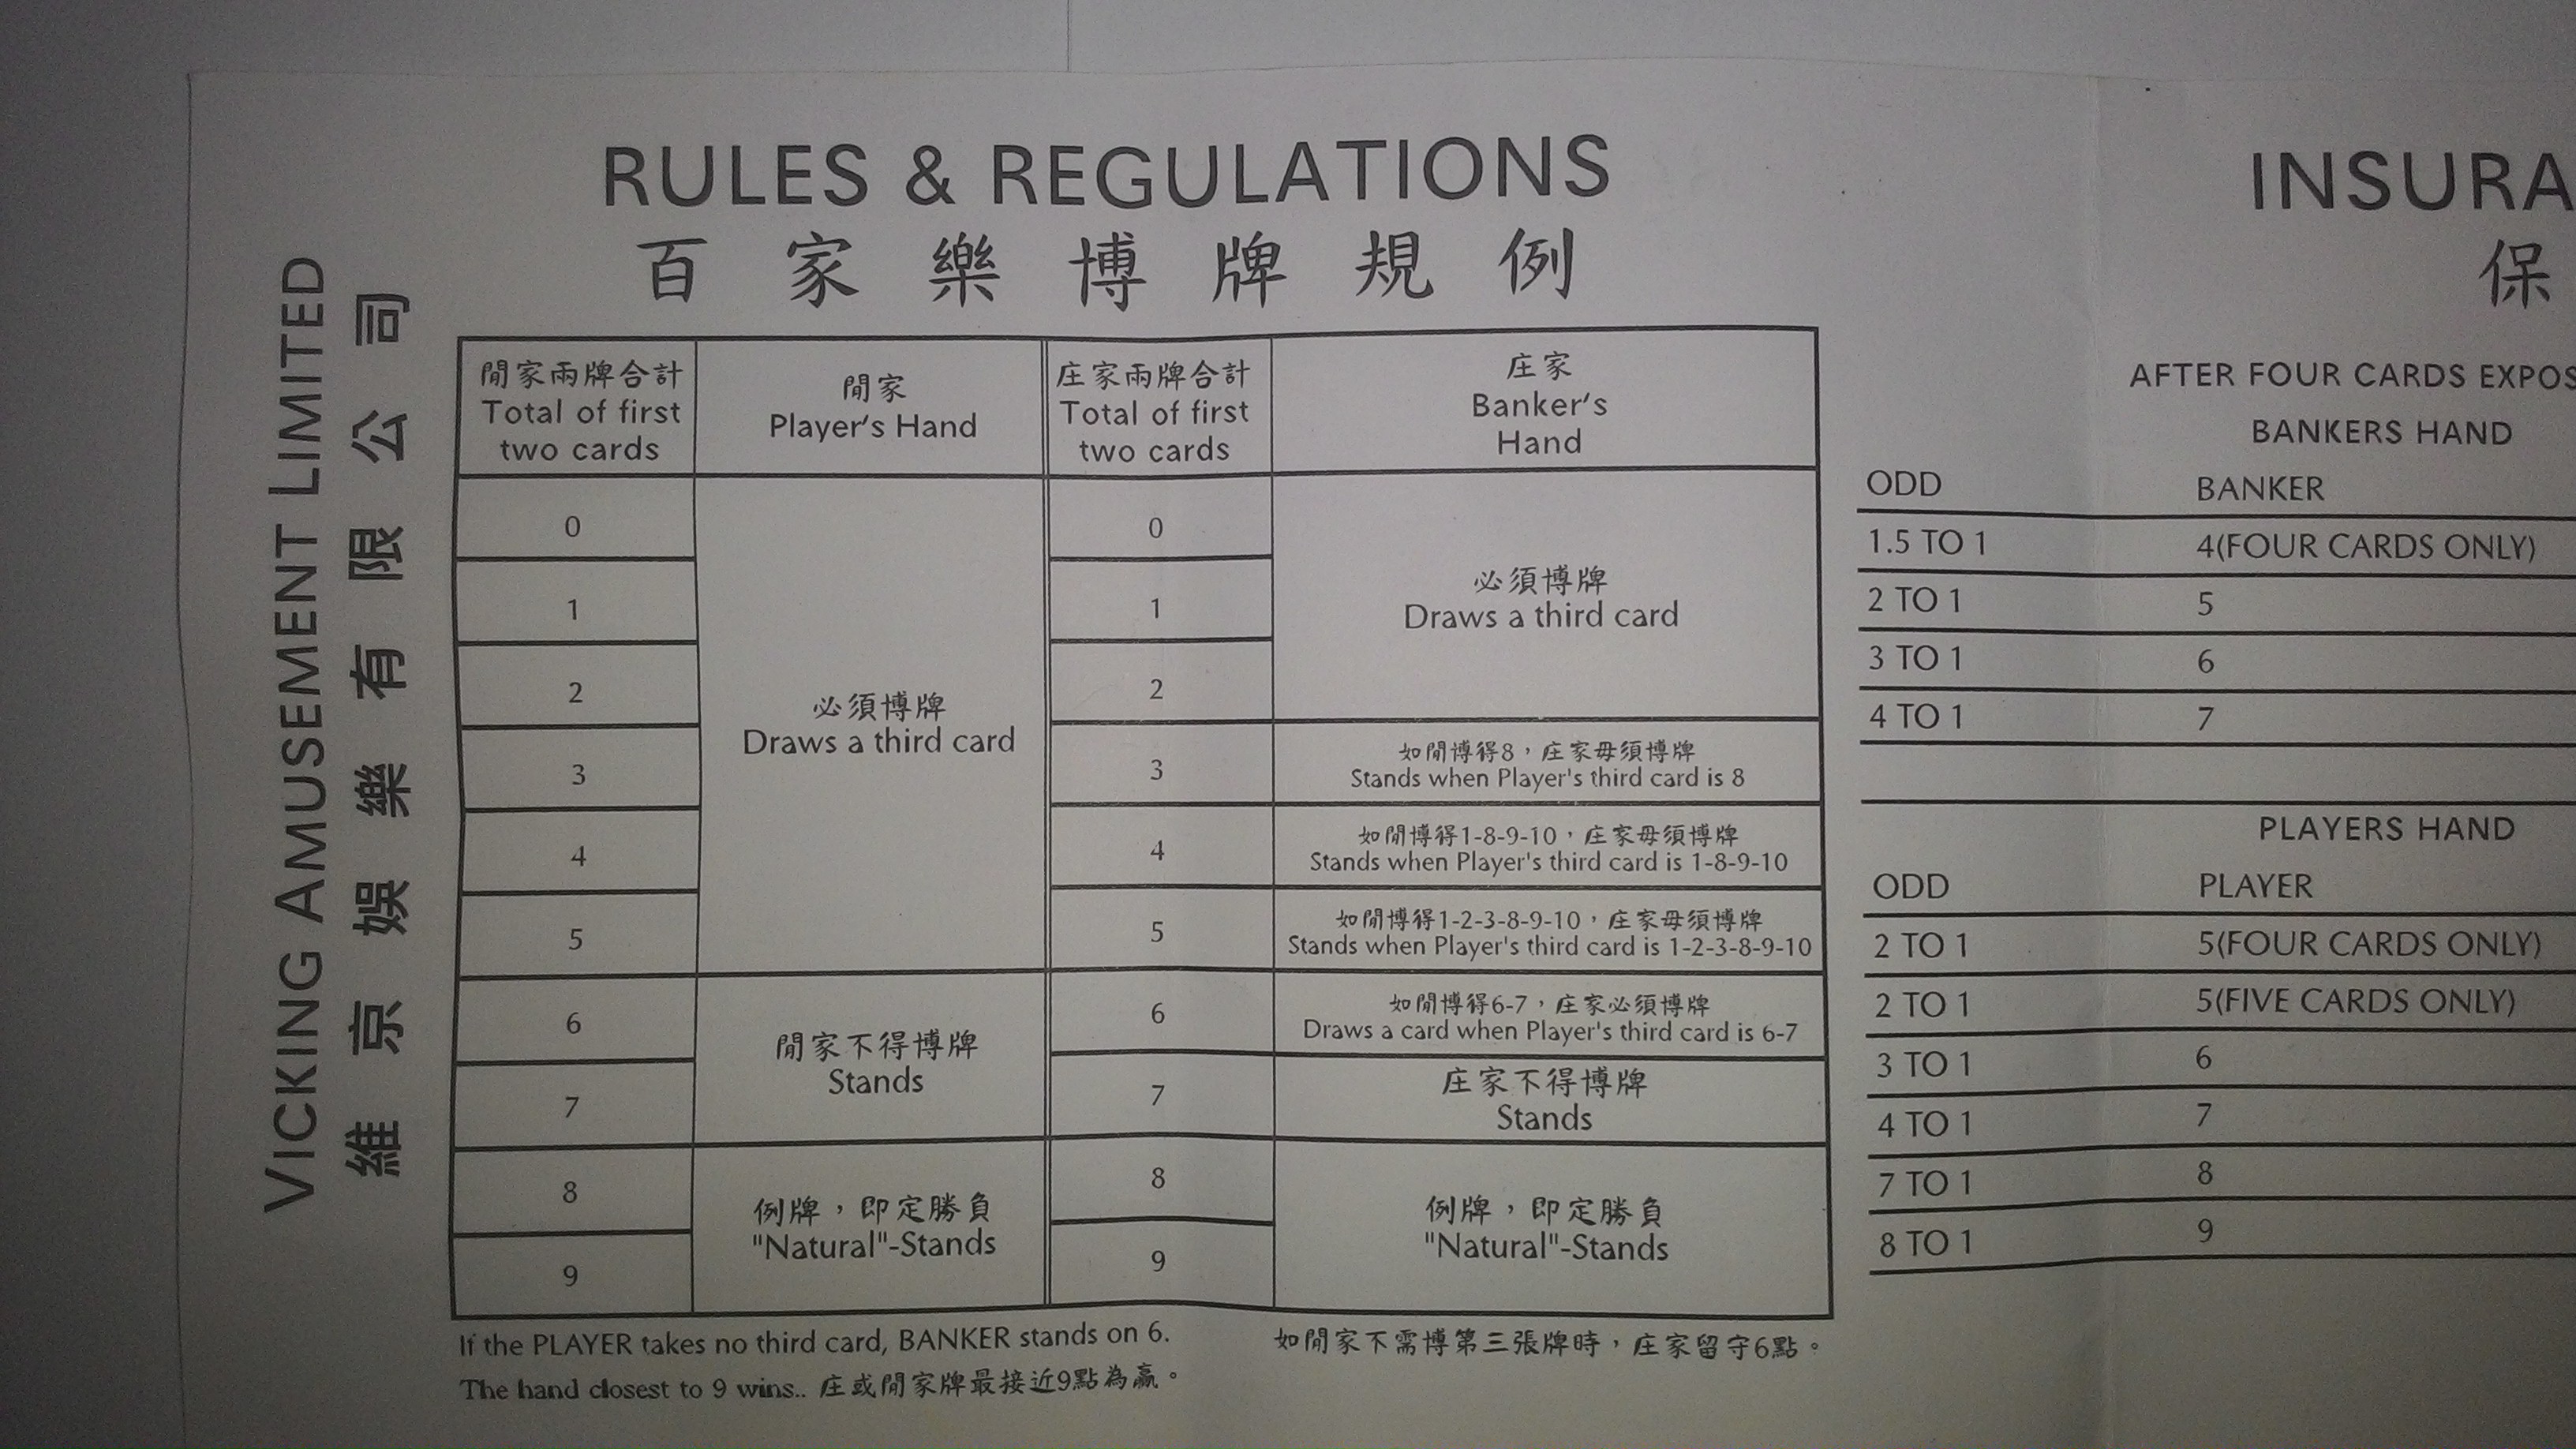 VICKING AMUSEMENT LIMITED
維京娛樂有限公司
RULES & REGULATIONS
百家樂博牌規例
閒家兩牌合計
Total of first
two cards
閒家
Player's Hand
庄家兩牌合計
Total of first
two cards
庄家
Banker's
Hand
0
1
2
3
4
5
必須博牌
Draws a third card
6
7
閒家不得博牌
Stands
8
9
例牌，即定勝負
"Natural"-Stands
0
1
2
必須博牌
Draws a third card
3
如閒博得8，庄家毋須博牌
Stands when Player's third card is 8
4
如閒博得1-8-9-10，庄家毋須博牌
Stands when Player's third card is 1-8-9-10
5
如閒博得1-2-3-8-9-10，庄家毋須博牌
Stands when Player's third card is 1-2-3-8-9-10
6
如閒博得6-7，庄家必須博牌
Draws a card when Player's third card is 6-7
7
庄家不得博牌
Stands
8
9
例牌，即定勝負
"Natural"-Stands
If the PLAYER takes no third card, BANKER stands on 6.
如閒家不需博第三張牌時，庄家留守6點。
The hand closest to 9 wins.. 庄或閒家牌最接近9點為贏。
INSURA
保
AFTER FOUR CARDS EXPOS
BANKERS HAND
ODD BANKER
1.5 TO 1 4(FOUR CARDS ONLY)
2 TO 1 5
3 TO 1 6
4 TO 1 7
PLAYERS HAND
ODD PLAYER
2 TO 1 5(FOUR CARDS ONLY)
2 TO 1 5(FIVE CARDS ONLY)
3 TO 1 6
4 TO 1 7
7 TO 1 8
8 TO 1 9